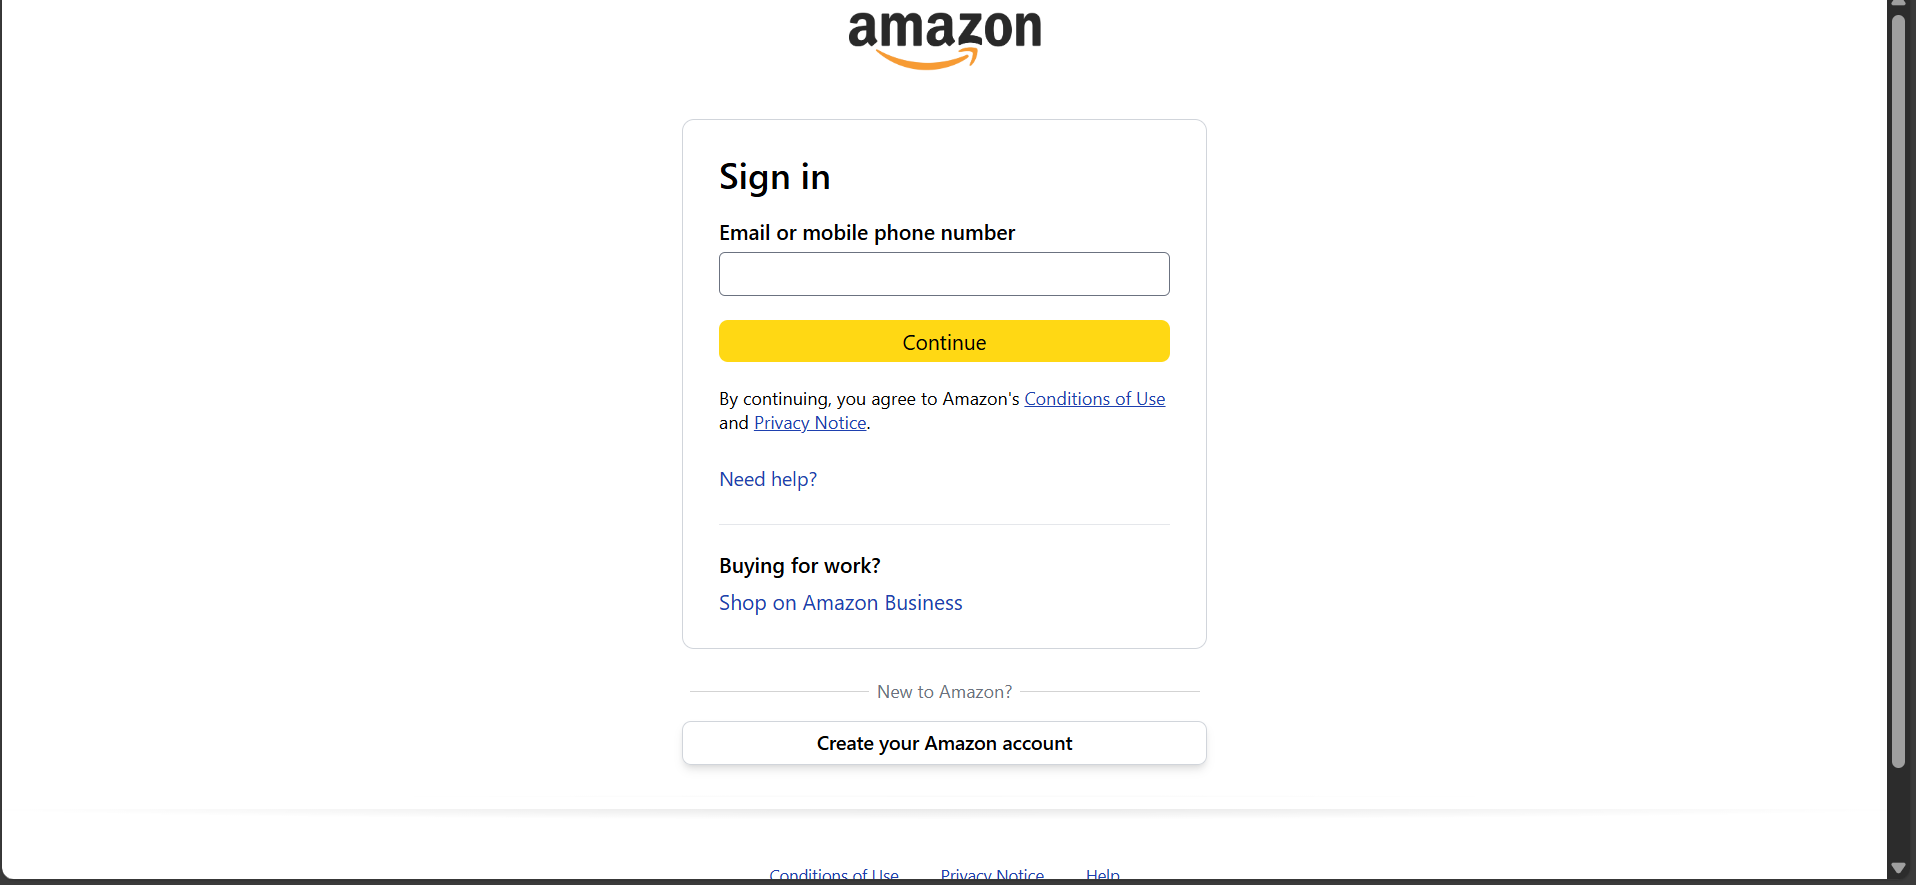 amazon
Sign in
Email or mobile phone number
Continue
By continuing, you agree to Amazon's Conditions of Use
and Privacy Notice.
Need help?
Buying for work?
Shop on Amazon Business
New to Amazon?
Create your Amazon account
Conditions of Use Privacy Notice Help